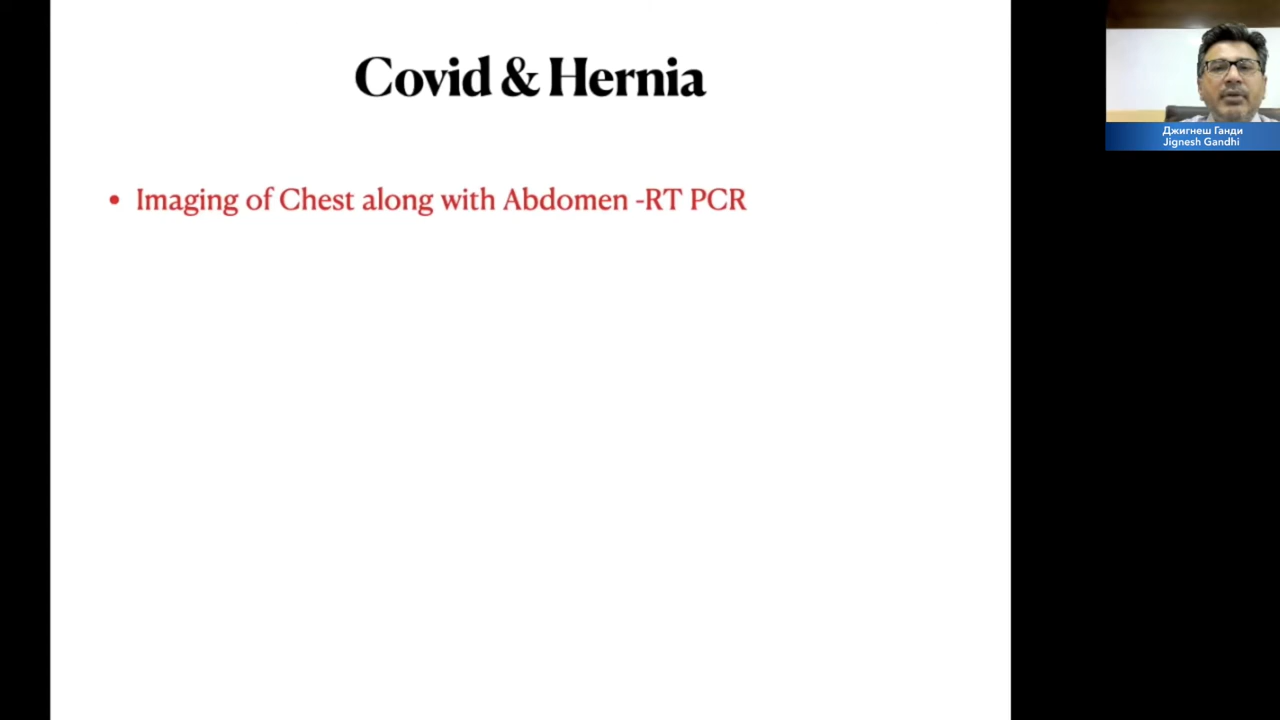 Covid & Hernia
• Imaging of Chest along with Abdomen -RT PCR
Джигнеш Ганди
Jignesh Gandhi